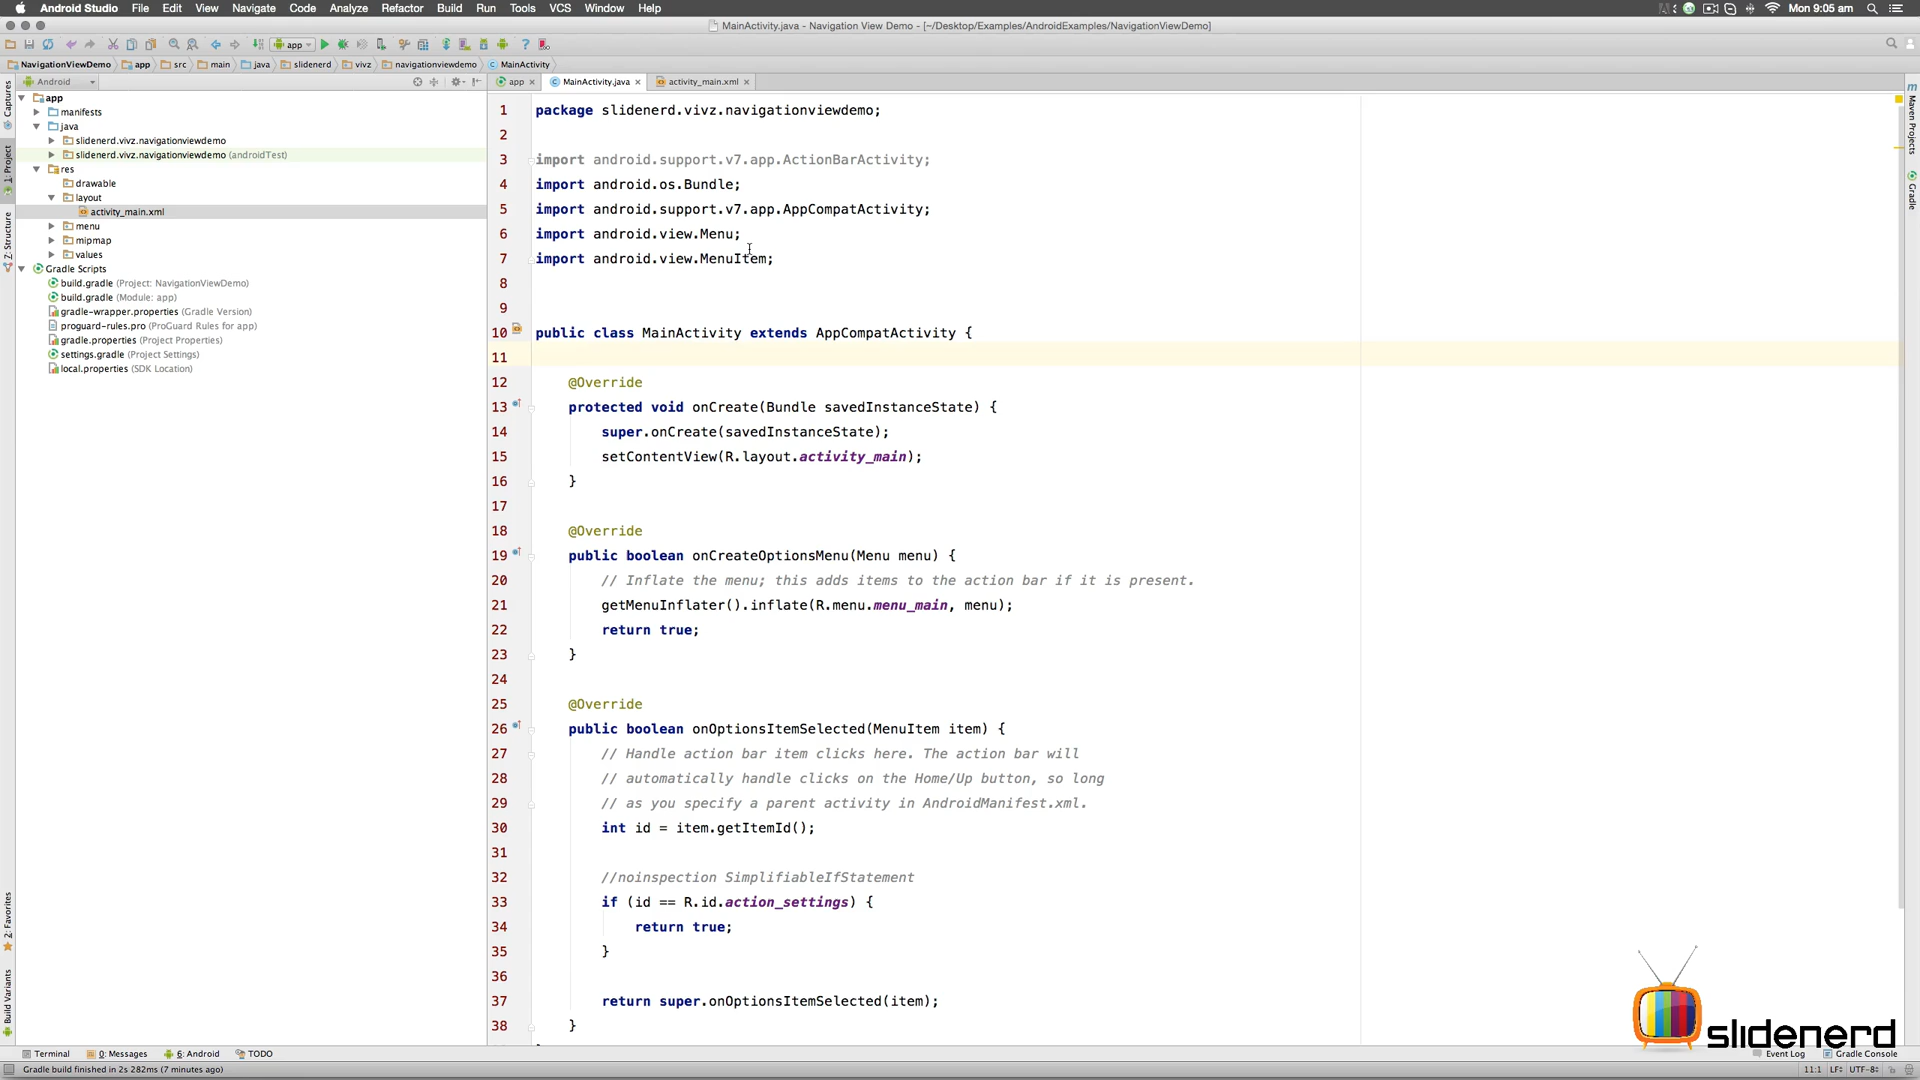 Android Studio File Edit View Navigate Code Analyze Refactor Build Run Tools VCS Window Help Mon 9:05 am
MainActivity.java - Navigation View Demo - [~/Desktop/Examples/AndroidExamples/NavigationViewDemo]
app
NavigationViewDemo app src main java slidenerd vivz navigationviewdemo MainActivity
Android
app MainActivity.java activity_main.xml
app
manifests
java
slidenerd.vivz.navigationviewdemo
slidenerd.vivz.navigationviewdemo (androidTest)
res
drawable
layout
activity_main.xml
menu
mipmap
values
Gradle Scripts
build.gradle (Project: NavigationViewDemo)
build.gradle (Module: app)
gradle-wrapper.properties (Gradle Version)
proguard-rules.pro (ProGuard Rules for app)
gradle.properties (Project Properties)
settings.gradle (Project Settings)
local.properties (SDK Location)
Captures
1: Project
Z: Structure
2: Favorites
Build Variants
1 package slidenerd.vivz.navigationviewdemo;
2
3 import android.support.v7.app.ActionBarActivity;
4 import android.os.Bundle;
5 import android.support.v7.app.AppCompatActivity;
6 import android.view.Menu;
7 import android.view.MenuItem;
8
9
10 public class MainActivity extends AppCompatActivity {
11
12 @Override
13 protected void onCreate(Bundle savedInstanceState) {
14 super.onCreate(savedInstanceState);
15 setContentView(R.layout.activity_main);
16 }
17
18 @Override
19 public boolean onCreateOptionsMenu(Menu menu) {
20 // Inflate the menu; this adds items to the action bar if it is present.
21 getMenuInflater().inflate(R.menu.menu_main, menu);
22 return true;
23 }
24
25 @Override
26 public boolean onOptionsItemSelected(MenuItem item) {
27 // Handle action bar item clicks here. The action bar will
28 // automatically handle clicks on the Home/Up button, so long
29 // as you specify a parent activity in AndroidManifest.xml.
30 int id = item.getItemId();
31
32 //noinspection SimplifiableIfStatement
33 if (id == R.id.action_settings) {
34 return true;
35 }
36
37 return super.onOptionsItemSelected(item);
38 }
m
Maven Projects
Gradle
slidenerd
Terminal 0: Messages 6: Android TODO Event Log Gradle Console
Gradle build finished in 2s 282ms (7 minutes ago) 11:1 LF÷ UTF-8÷